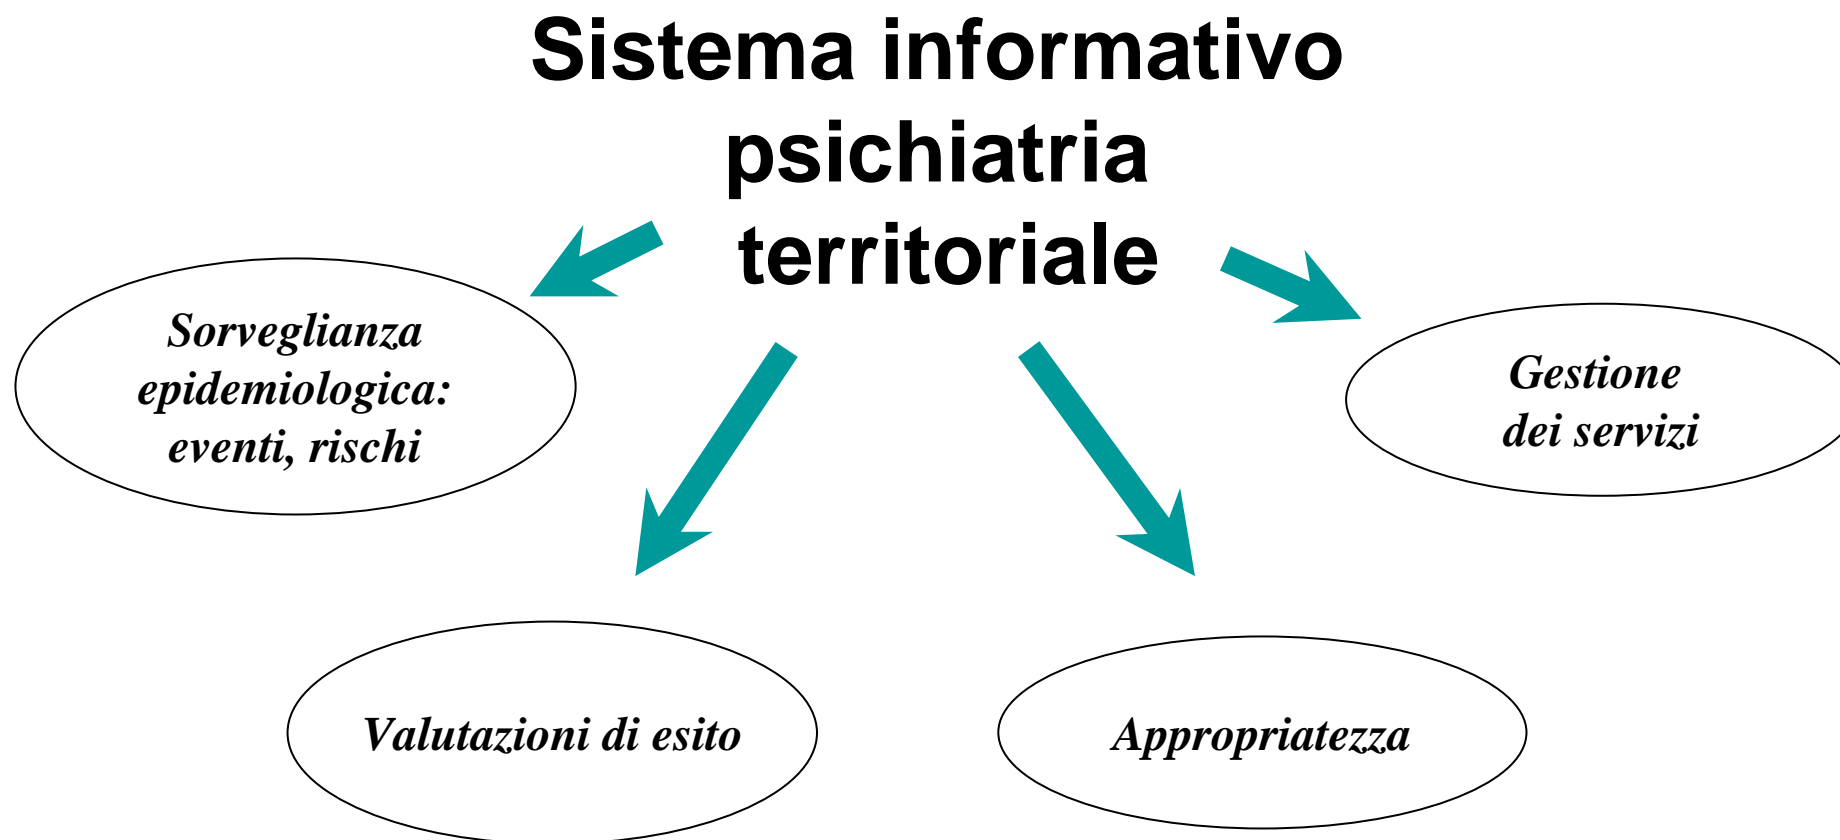 Sistema informativo
psichiatria
territoriale
Sorveglianza
epidemiologica:
eventi, rischi
Gestione
dei servizi
Valutazioni di esito
Appropriatezza